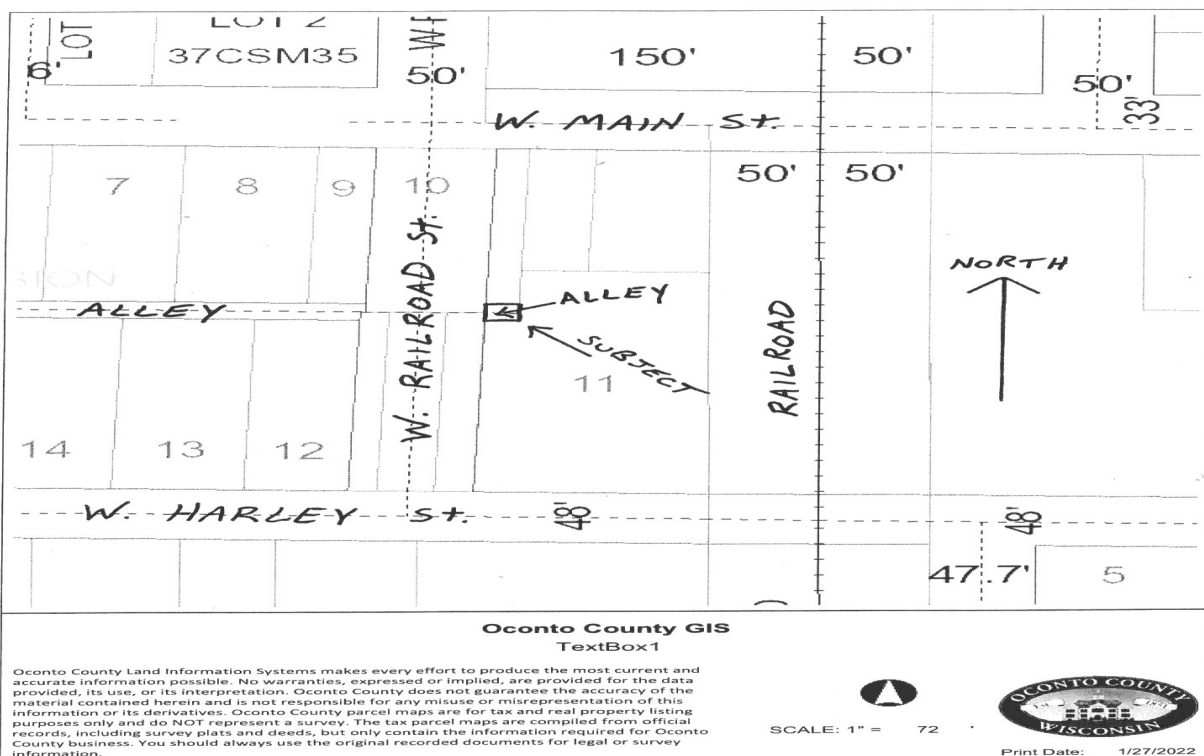 LOT
LOT 2
37CSM35
6'
50'
150'
50'
50'
33'
W. MAIN St.
50'
50'
7
8
9
10
NORTH
SION
ALLEY
ALLEY
W. RAILROAD St.
SUBJECT
RAILROAD
11
14
13
12
W. HARLEY St.
48'
48'
47.7'
5
Oconto County GIS
TextBox1
Oconto County Land Information Systems makes every effort to produce the most current and
accurate information possible. No warranties, expressed or implied, are provided for the data
provided, its use, or its interpretation. Oconto County does not guarantee the accuracy of the
material contained herein and is not responsible for any misuse or misrepresentation of this
information or its derivatives. Oconto County parcel maps are for tax and real property listing
purposes only and do NOT represent a survey. The tax parcel maps are compiled from official
records, including survey plats and deeds, but only contain the information required for Oconto
County business. You should always use the original recorded documents for legal or survey
information.
SCALE: 1" = 72 '
OCONTO COUNTY
WISCONSIN
Print Date: 1/27/2022